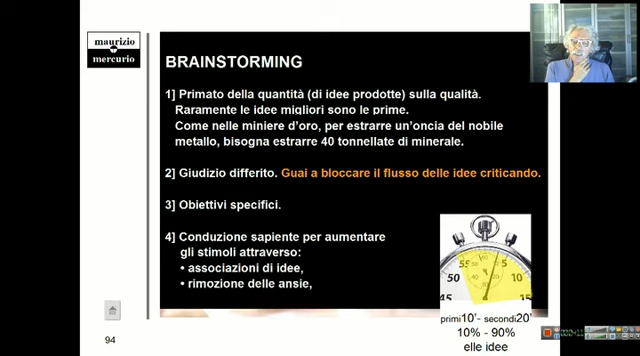 maurizio
mercurio
BRAINSTORMING
1] Primato della quantità (di idee prodotte) sulla qualità.
Raramente le idee migliori sono le prime.
Come nelle miniere d’oro, per estrarre un’oncia del nobile
metallo, bisogna estrarre 40 tonnellate di minerale.
2] Giudizio differito. Guai a bloccare il flusso delle idee criticando.
3] Obiettivi specifici.
4] Conduzione sapiente per aumentare
gli stimoli attraverso:
• associazioni di idee,
• rimozione delle ansie,
55 5
50 10
45 15
primi10’- secondi20’
10% - 90%
elle idee
94